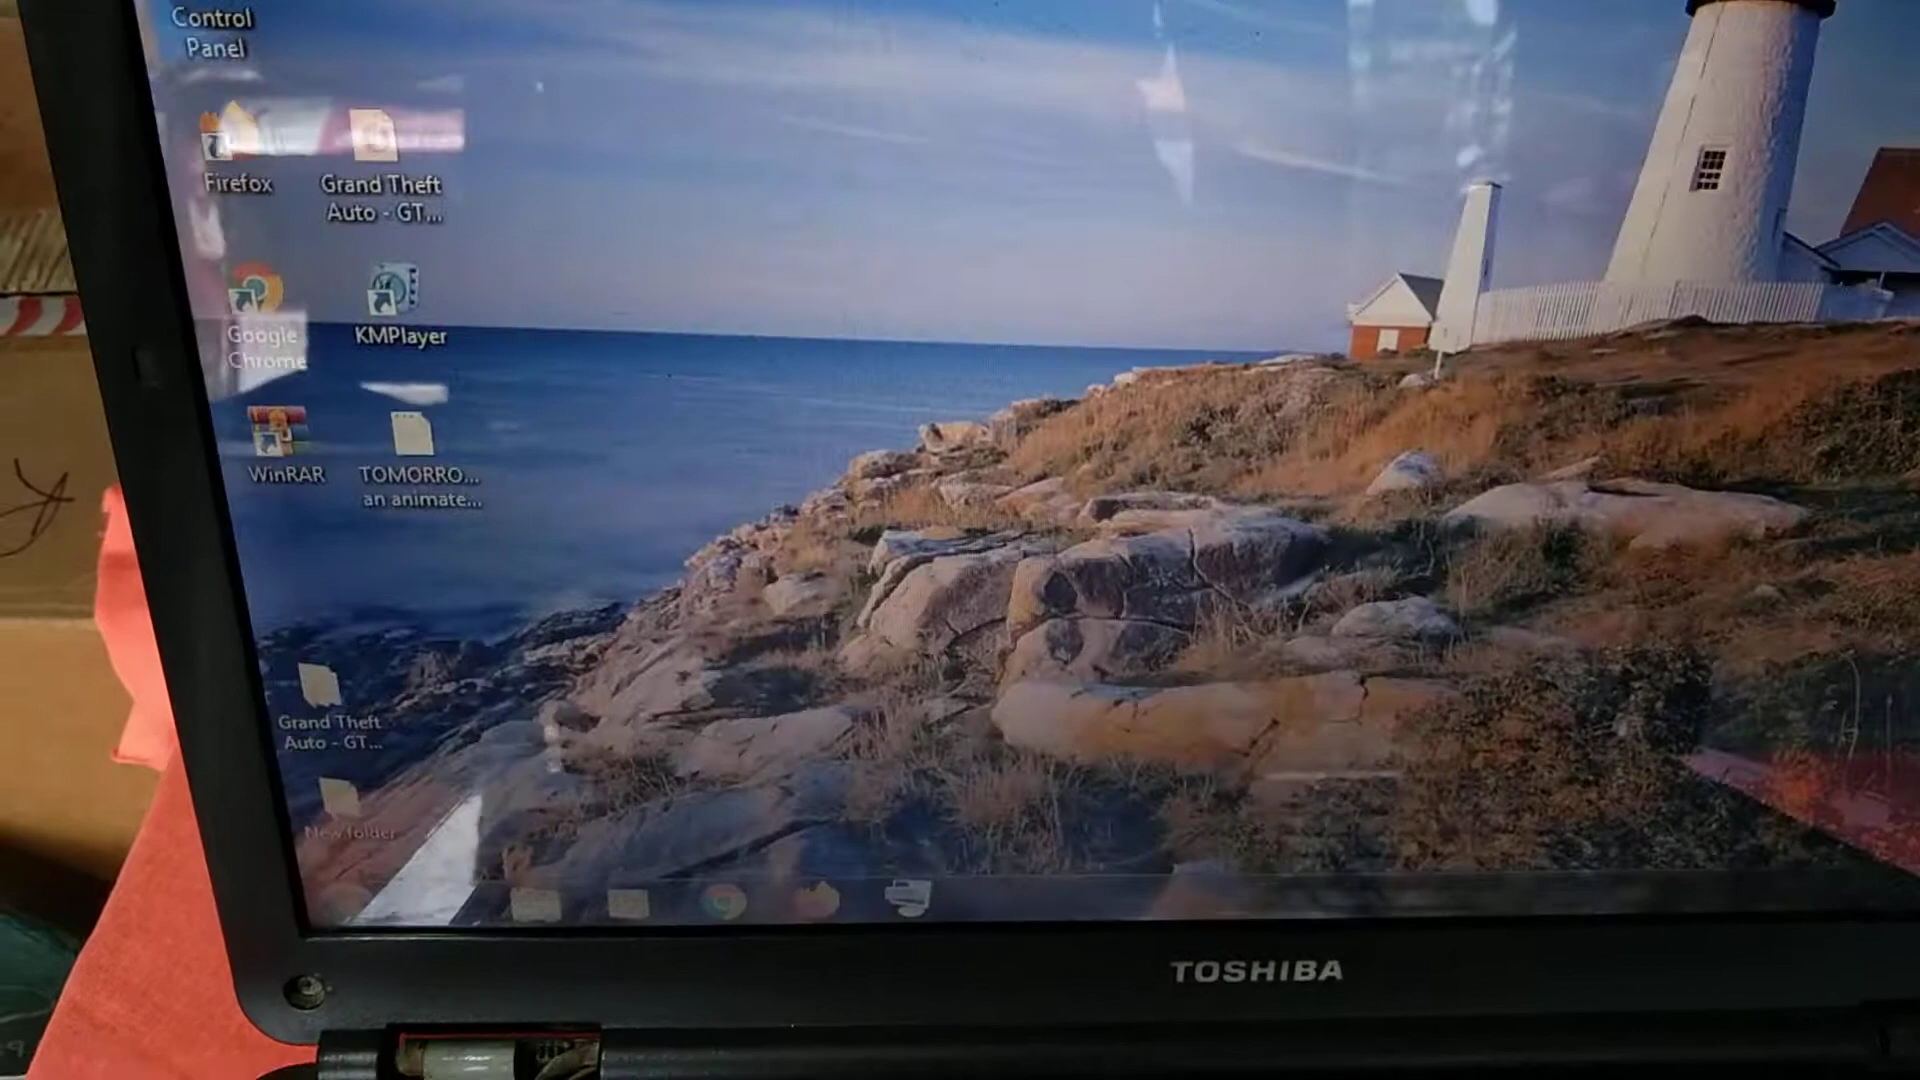 Control
Panel
Firefox
Grand Theft
Auto - GT...
Google
Chrome
KMPlayer
WinRAR
TOMORRO...
an animate...
Grand Theft
Auto - GT...
New folder
TOSHIBA